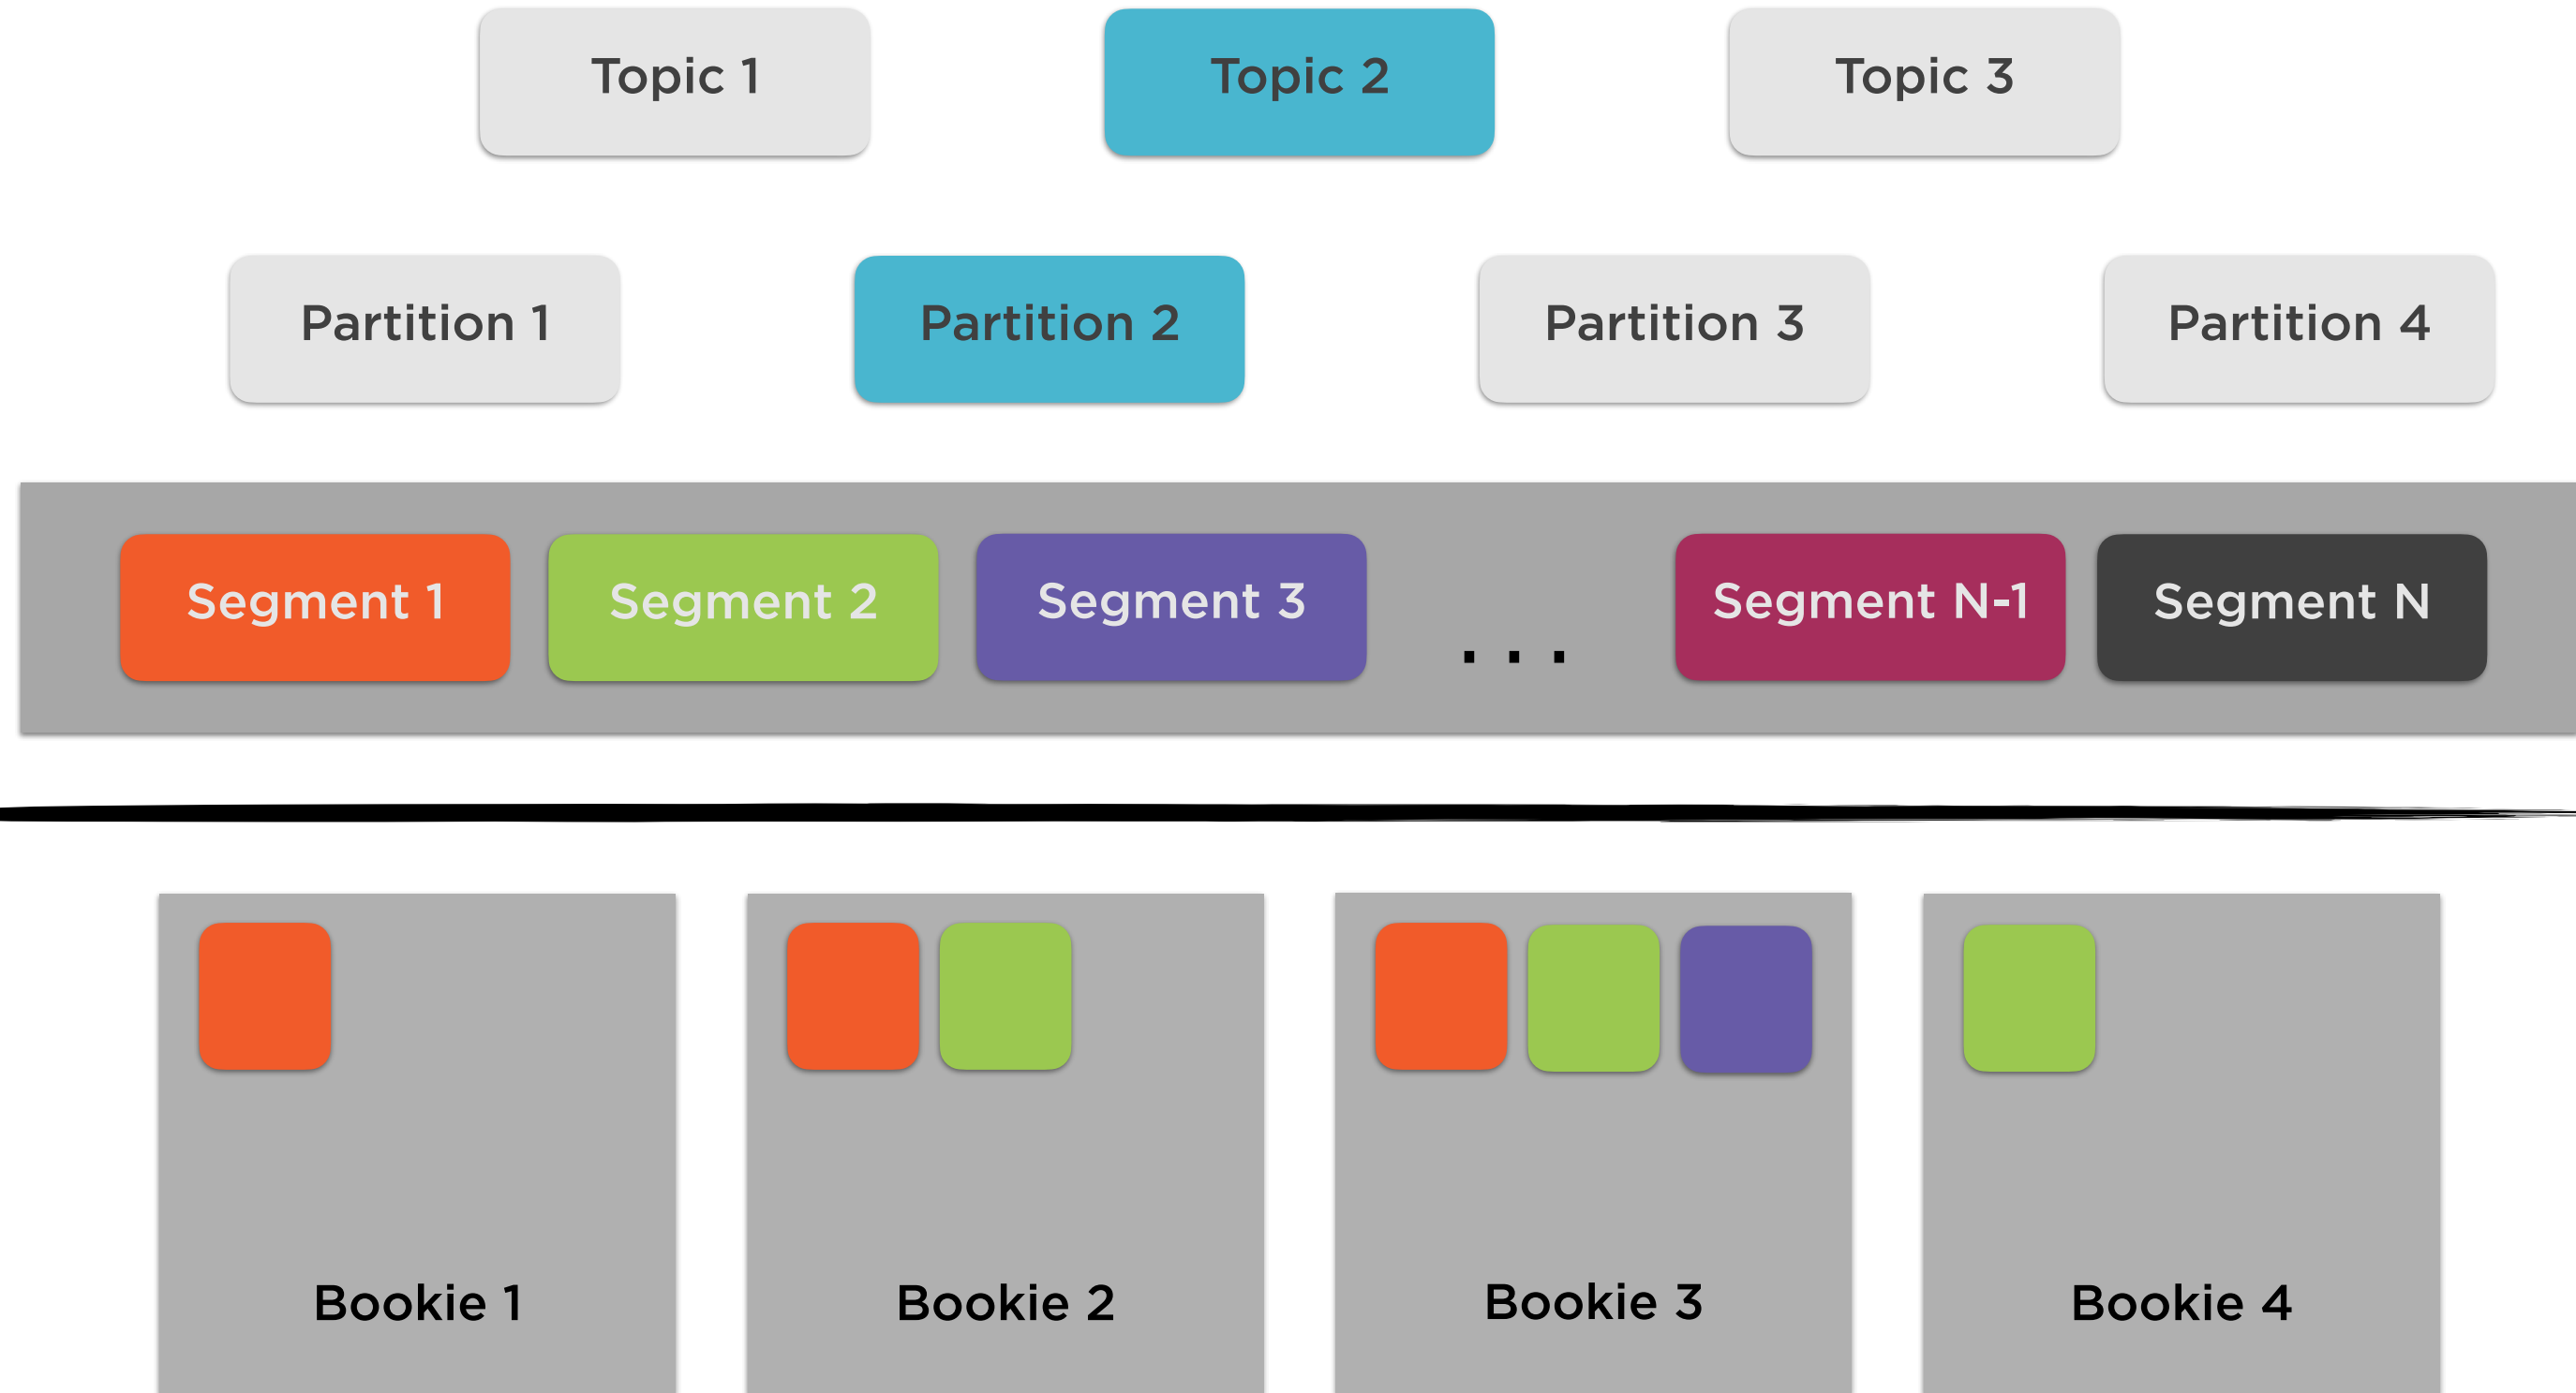 Topic 1
Topic 2
Topic 3
Partition 1
Partition 2
Partition 3
Partition 4
Segment 1
Segment 2
Segment 3
...
Segment N-1
Segment N
Bookie 1
Bookie 2
Bookie 3
Bookie 4